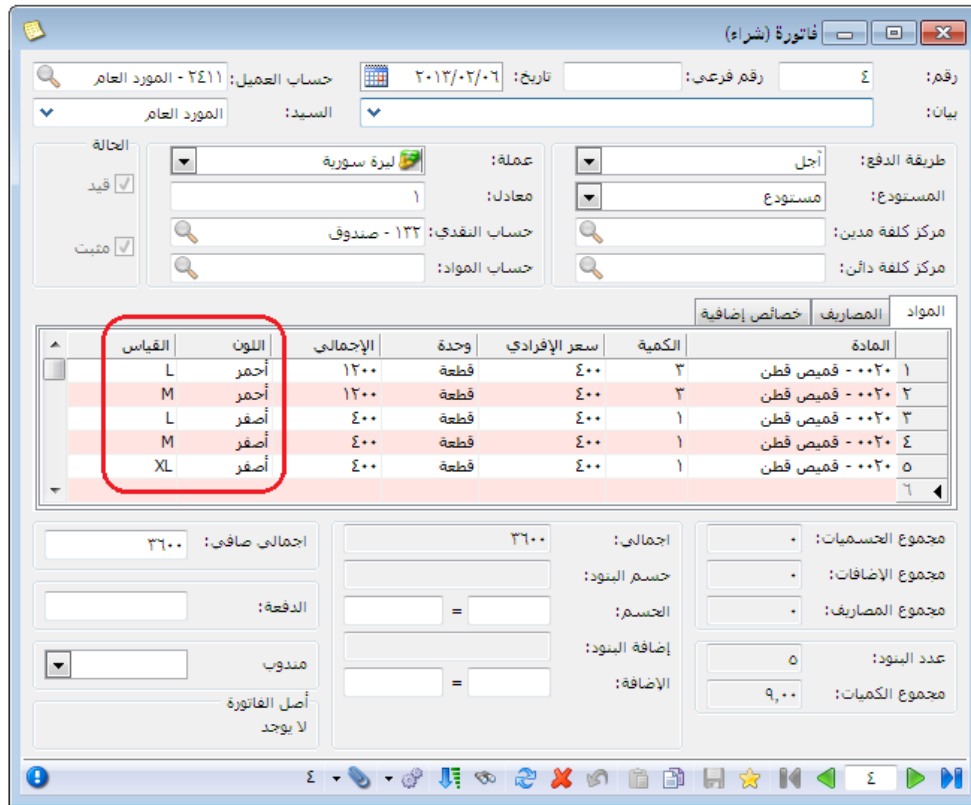 فاتورة (شراء)
رقم: ٤ رقم فرعي: تاريخ: ٢٠١٣/٠٢/٠٦ حساب العميل: ٢٤١١ - المورد العام
بيان: السيد: المورد العام
طريقة الدفع: آجل عملة: ليرة سورية الحالة
المستودع: مستودع معادل: ١ قيد
مركز كلفة مدين: حساب النقدي: ١٣٢ - صندوق مثبت
مركز كلفة دائن: حساب المواد:
المواد المصاريف خصائص إضافية
المادة الكمية سعر الإفرادي وحدة الإجمالي اللون القياس
١ ٠٠٢٠ - قميص قطن ٣ ٤٠٠ قطعة ١٢٠٠ أحمر L
٢ ٠٠٢٠ - قميص قطن ٣ ٤٠٠ قطعة ١٢٠٠ أحمر M
٣ ٠٠٢٠ - قميص قطن ١ ٤٠٠ قطعة ٤٠٠ أصفر L
٤ ٠٠٢٠ - قميص قطن ١ ٤٠٠ قطعة ٤٠٠ أصفر M
٥ ٠٠٢٠ - قميص قطن ١ ٤٠٠ قطعة ٤٠٠ أصفر XL
٦
مجموع الحسميات: ٠ اجمالي: ٣٦٠٠ اجمالي صافي: ٣٦٠٠
مجموع الإضافات: ٠ حسم البنود:
مجموع المصاريف: ٠ الحسم: = الدفعة:
عدد البنود: ٥ إضافة البنود: مندوب
مجموع الكميات: ٩,٠٠ الإضافة: = أصل الفاتورة
لا يوجد
٤ ٤